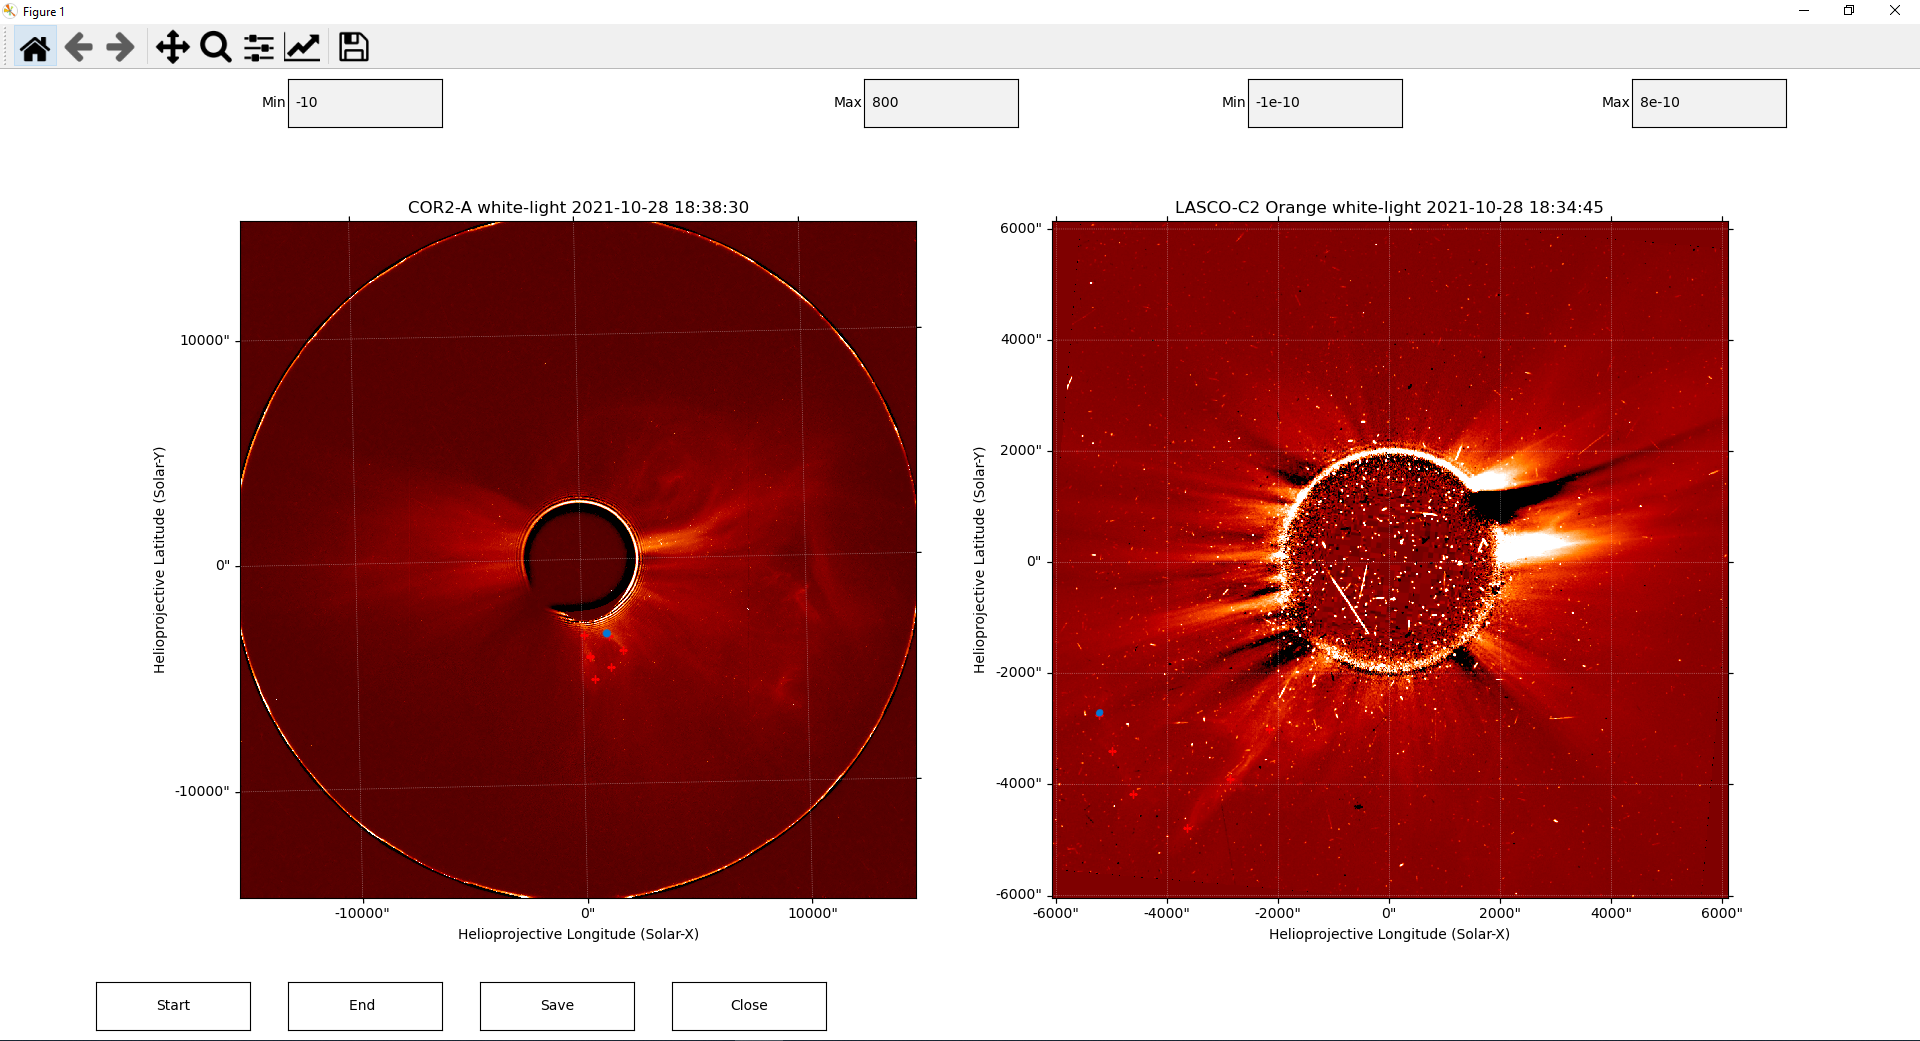 Figure 1
Min -10
Max 800
Min -1e-10
Max 8e-10
COR2-A white-light 2021-10-28 18:38:30
10000"
0"
-10000"
Helioprojective Latitude (Solar-Y)
-10000" 0" 10000"
Helioprojective Longitude (Solar-X)
LASCO-C2 Orange white-light 2021-10-28 18:34:45
6000"
4000"
2000"
0"
-2000"
-4000"
-6000"
Helioprojective Latitude (Solar-Y)
-6000" -4000" -2000" 0" 2000" 4000" 6000"
Helioprojective Longitude (Solar-X)
Start End Save Close